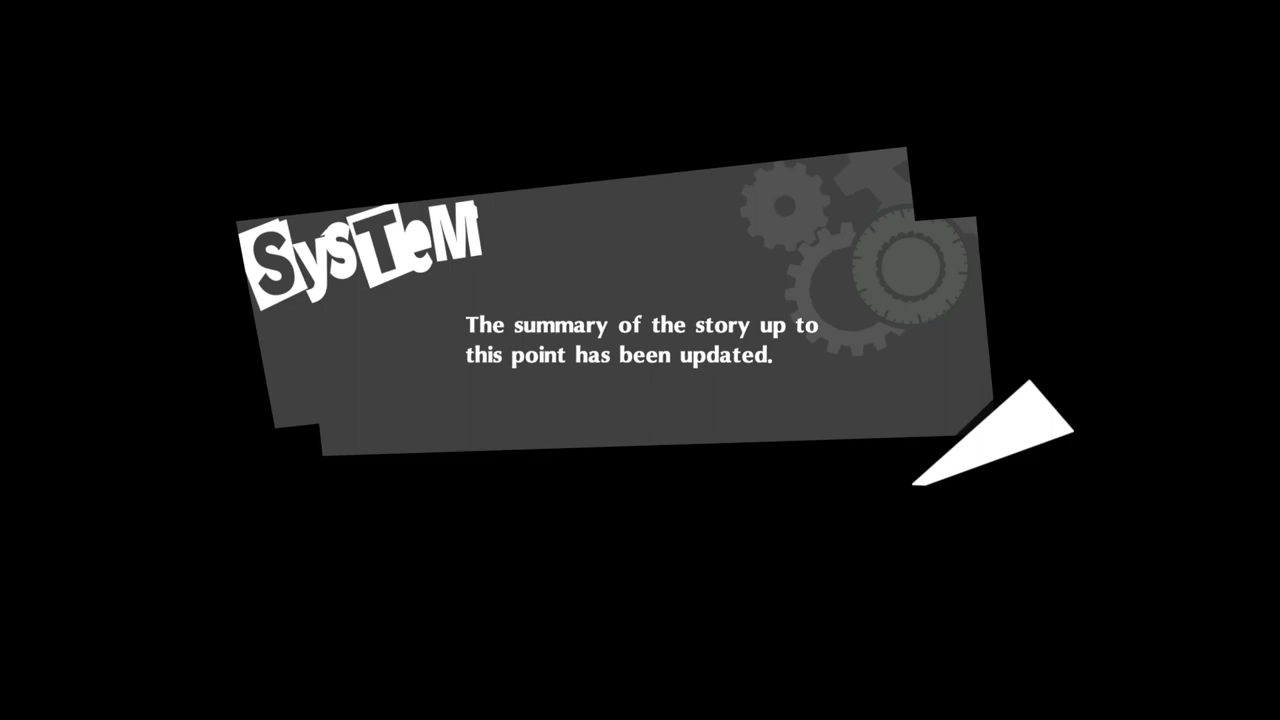 SysTeM
The summary of the story up to
this point has been updated.